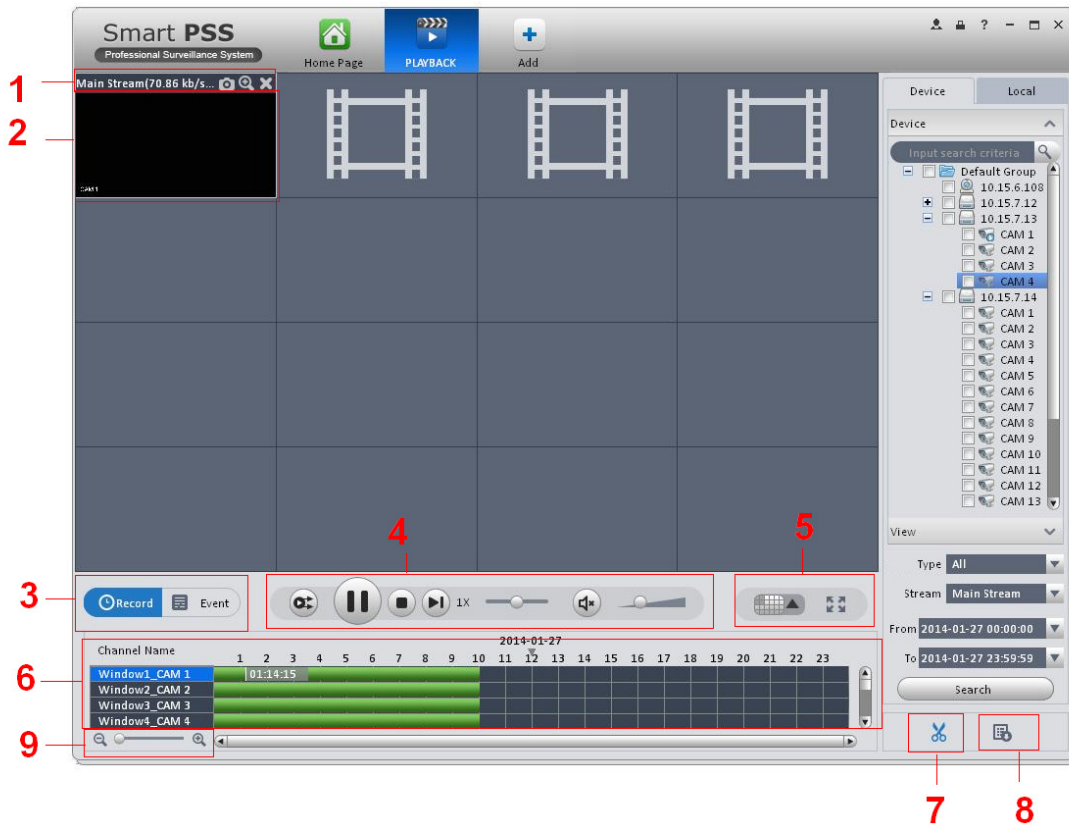 Smart PSS
Professional Surveillance System
Home Page
PLAYBACK
Add
?
1
Main Stream(70.86 kb/s...
2
CAM 1
Device
Local
Device
Input search criteria
Default Group
10.15.6.108
10.15.7.12
10.15.7.13
CAM 1
CAM 2
CAM 3
CAM 4
10.15.7.14
CAM 1
CAM 2
CAM 3
CAM 4
CAM 5
CAM 6
CAM 7
CAM 8
CAM 9
CAM 10
CAM 11
CAM 12
CAM 13
View
Type All
Stream Main Stream
From 2014-01-27 00:00:00
To 2014-01-27 23:59:59
Search
3
Record
Event
4
1X
5
6
2014-01-27
Channel Name
1 2 3 4 5 6 7 8 9 10 11 12 13 14 15 16 17 18 19 20 21 22 23
Window1_CAM 1 01:14:15
Window2_CAM 2
Window3_CAM 3
Window4_CAM 4
9
7
8